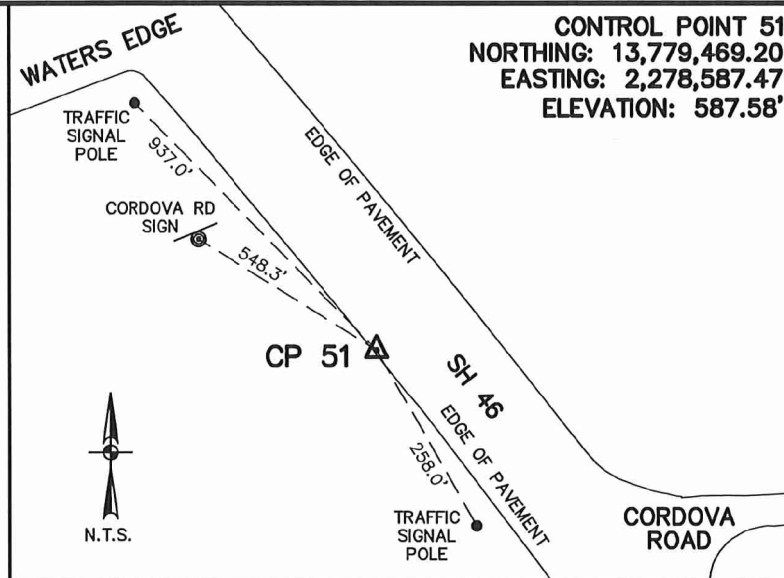 CONTROL POINT 51
NORTHING: 13,779,469.20
EASTING: 2,278,587.47
ELEVATION: 587.58'
WATERS EDGE
TRAFFIC
SIGNAL
POLE
937.0'
EDGE OF PAVEMENT
CORDOVA RD
SIGN
548.3'
CP 51
SH 46
EDGE OF PAVEMENT
258.0'
N.T.S.
TRAFFIC
SIGNAL
POLE
CORDOVA
ROAD